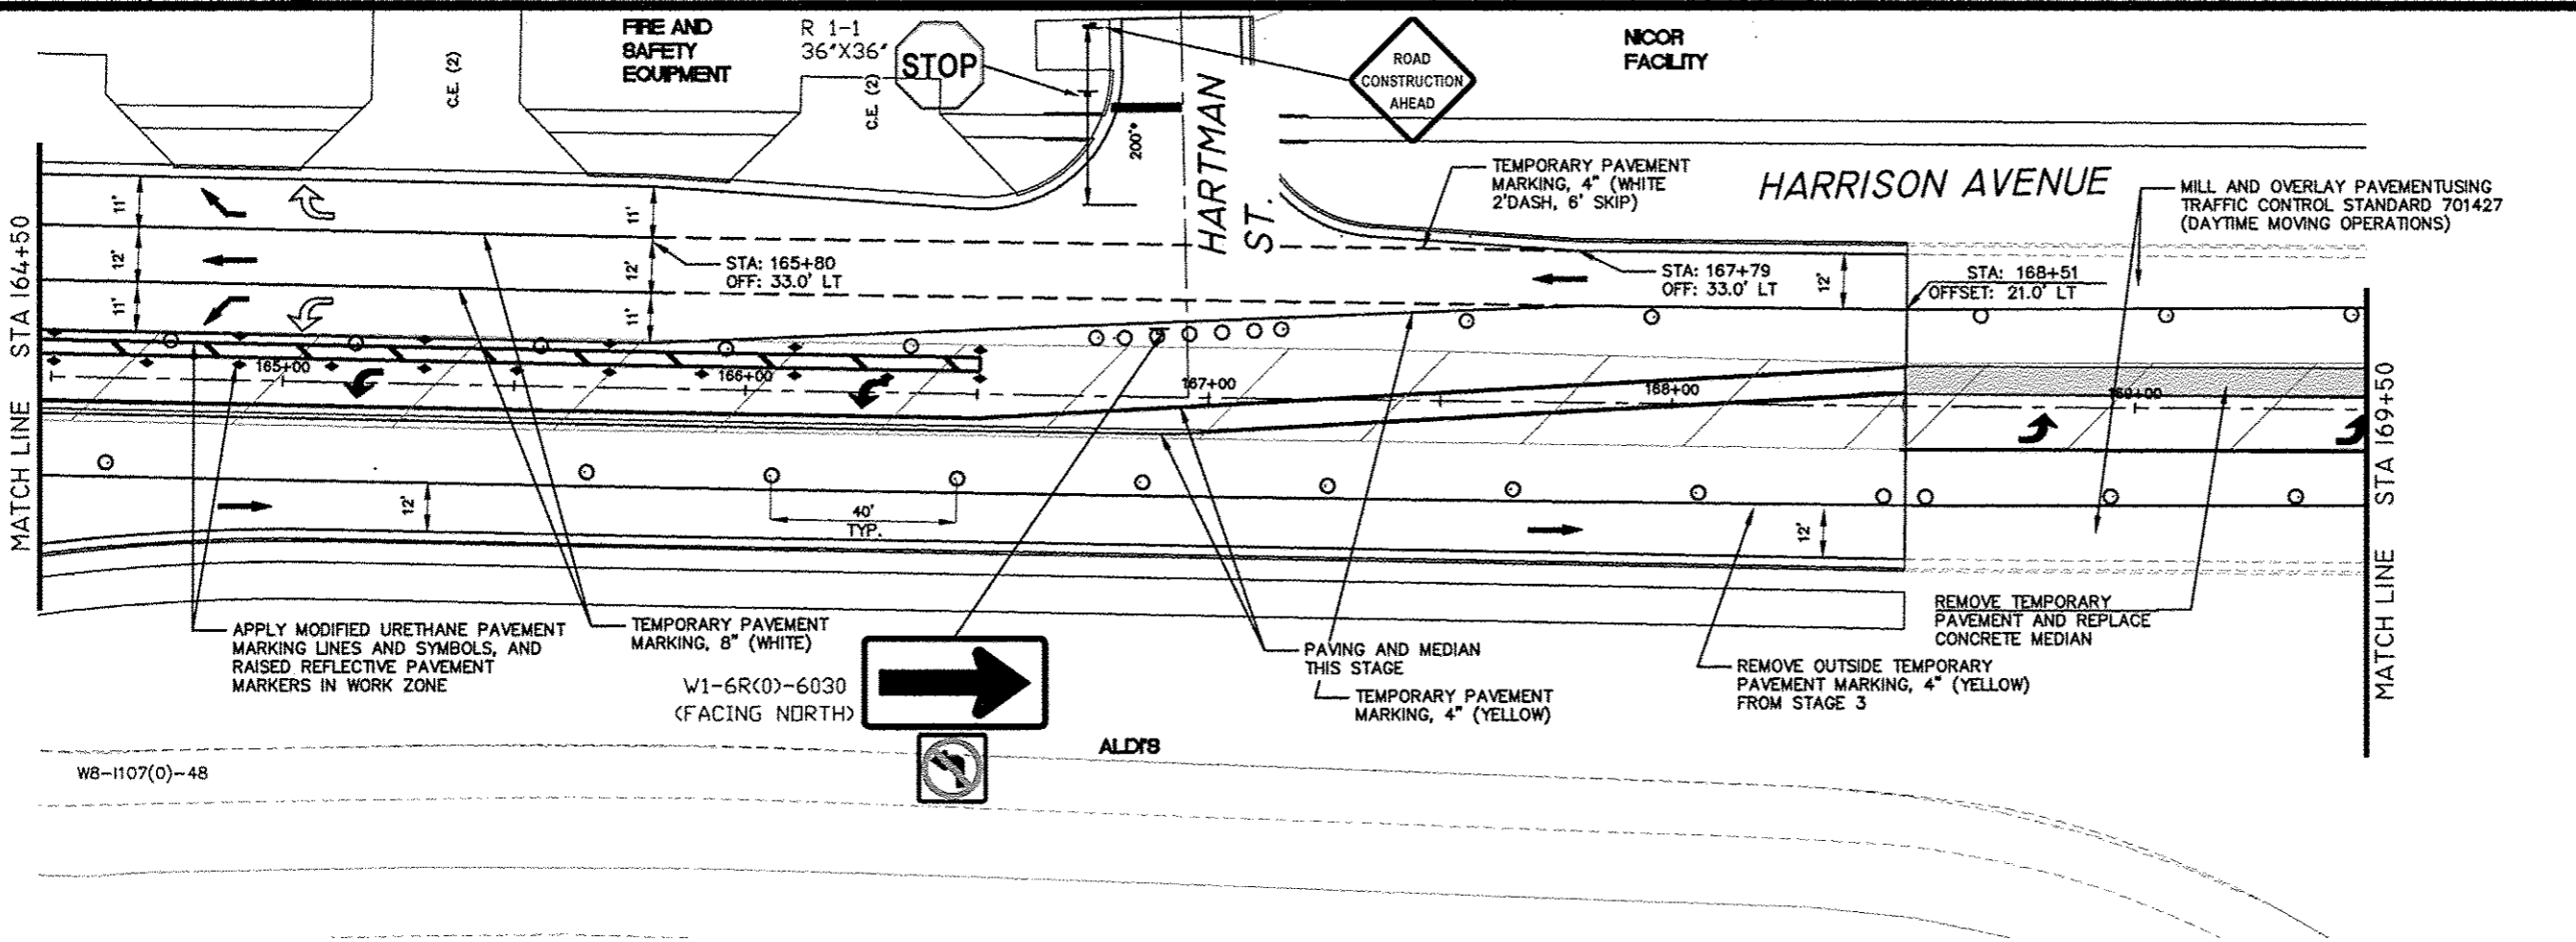 FIRE AND
SAFETY
EQUIPMENT
R 1-1
36"X36"
STOP
C.E. (2)
C.E. (2)
ROAD
CONSTRUCTION
AHEAD
NICOR
FACILITY
200'±
HARTMAN
ST.
TEMPORARY PAVEMENT
MARKING, 4" (WHITE
2'DASH, 6' SKIP)
HARRISON AVENUE
MILL AND OVERLAY PAVEMENTUSING
TRAFFIC CONTROL STANDARD 701427
(DAYTIME MOVING OPERATIONS)
MATCH LINE STA 164+50
11'
12'
11'
11'
12'
11'
STA: 165+80
OFF: 33.0' LT
STA: 167+79
OFF: 33.0' LT
12'
STA: 168+51
OFFSET: 21.0' LT
165+00
166+00
167+00
168+00
169+00
12'
40'
TYP.
12'
MATCH LINE STA 169+50
APPLY MODIFIED URETHANE PAVEMENT
MARKING LINES AND SYMBOLS, AND
RAISED REFLECTIVE PAVEMENT
MARKERS IN WORK ZONE
TEMPORARY PAVEMENT
MARKING, 8" (WHITE)
W1-6R(O)-6030
(FACING NORTH)
PAVING AND MEDIAN
THIS STAGE
TEMPORARY PAVEMENT
MARKING, 4" (YELLOW)
REMOVE TEMPORARY
PAVEMENT AND REPLACE
CONCRETE MEDIAN
REMOVE OUTSIDE TEMPORARY
PAVEMENT MARKING, 4" (YELLOW)
FROM STAGE 3
ALDI'S
W8-I107(O)-48